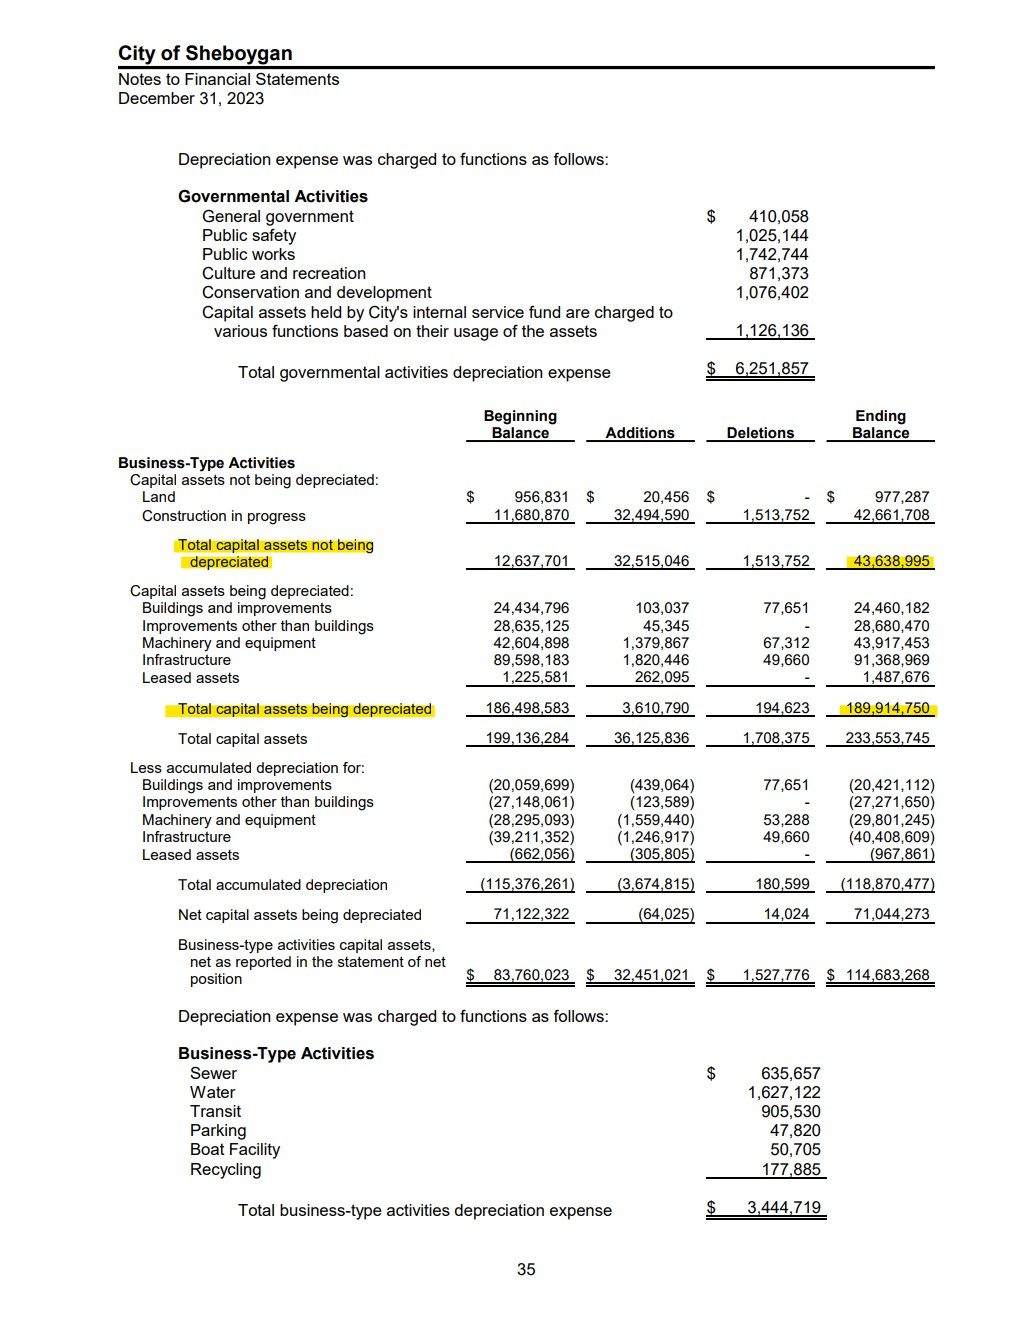 City of Sheboygan
Notes to Financial Statements
December 31, 2023
Depreciation expense was charged to functions as follows:
Governmental Activities
General government $ 410,058
Public safety 1,025,144
Public works 1,742,744
Culture and recreation 871,373
Conservation and development 1,076,402
Capital assets held by City's internal service fund are charged to
various functions based on their usage of the assets 1,126,136
Total governmental activities depreciation expense $ 6,251,857
Beginning Ending
Balance Additions Deletions Balance
Business-Type Activities
Capital assets not being depreciated:
Land $ 956,831 $ 20,456 $ - $ 977,287
Construction in progress 11,680,870 32,494,590 1,513,752 42,661,708
Total capital assets not being
depreciated 12,637,701 32,515,046 1,513,752 43,638,995
Capital assets being depreciated:
Buildings and improvements 24,434,796 103,037 77,651 24,460,182
Improvements other than buildings 28,635,125 45,345 - 28,680,470
Machinery and equipment 42,604,898 1,379,867 67,312 43,917,453
Infrastructure 89,598,183 1,820,446 49,660 91,368,969
Leased assets 1,225,581 262,095 - 1,487,676
Total capital assets being depreciated 186,498,583 3,610,790 194,623 189,914,750
Total capital assets 199,136,284 36,125,836 1,708,375 233,553,745
Less accumulated depreciation for:
Buildings and improvements (20,059,699) (439,064) 77,651 (20,421,112)
Improvements other than buildings (27,148,061) (123,589) - (27,271,650)
Machinery and equipment (28,295,093) (1,559,440) 53,288 (29,801,245)
Infrastructure (39,211,352) (1,246,917) 49,660 (40,408,609)
Leased assets (662,056) (305,805) - (967,861)
Total accumulated depreciation (115,376,261) (3,674,815) 180,599 (118,870,477)
Net capital assets being depreciated 71,122,322 (64,025) 14,024 71,044,273
Business-type activities capital assets,
net as reported in the statement of net
position $ 83,760,023 $ 32,451,021 $ 1,527,776 $ 114,683,268
Depreciation expense was charged to functions as follows:
Business-Type Activities
Sewer $ 635,657
Water 1,627,122
Transit 905,530
Parking 47,820
Boat Facility 50,705
Recycling 177,885
Total business-type activities depreciation expense $ 3,444,719
35